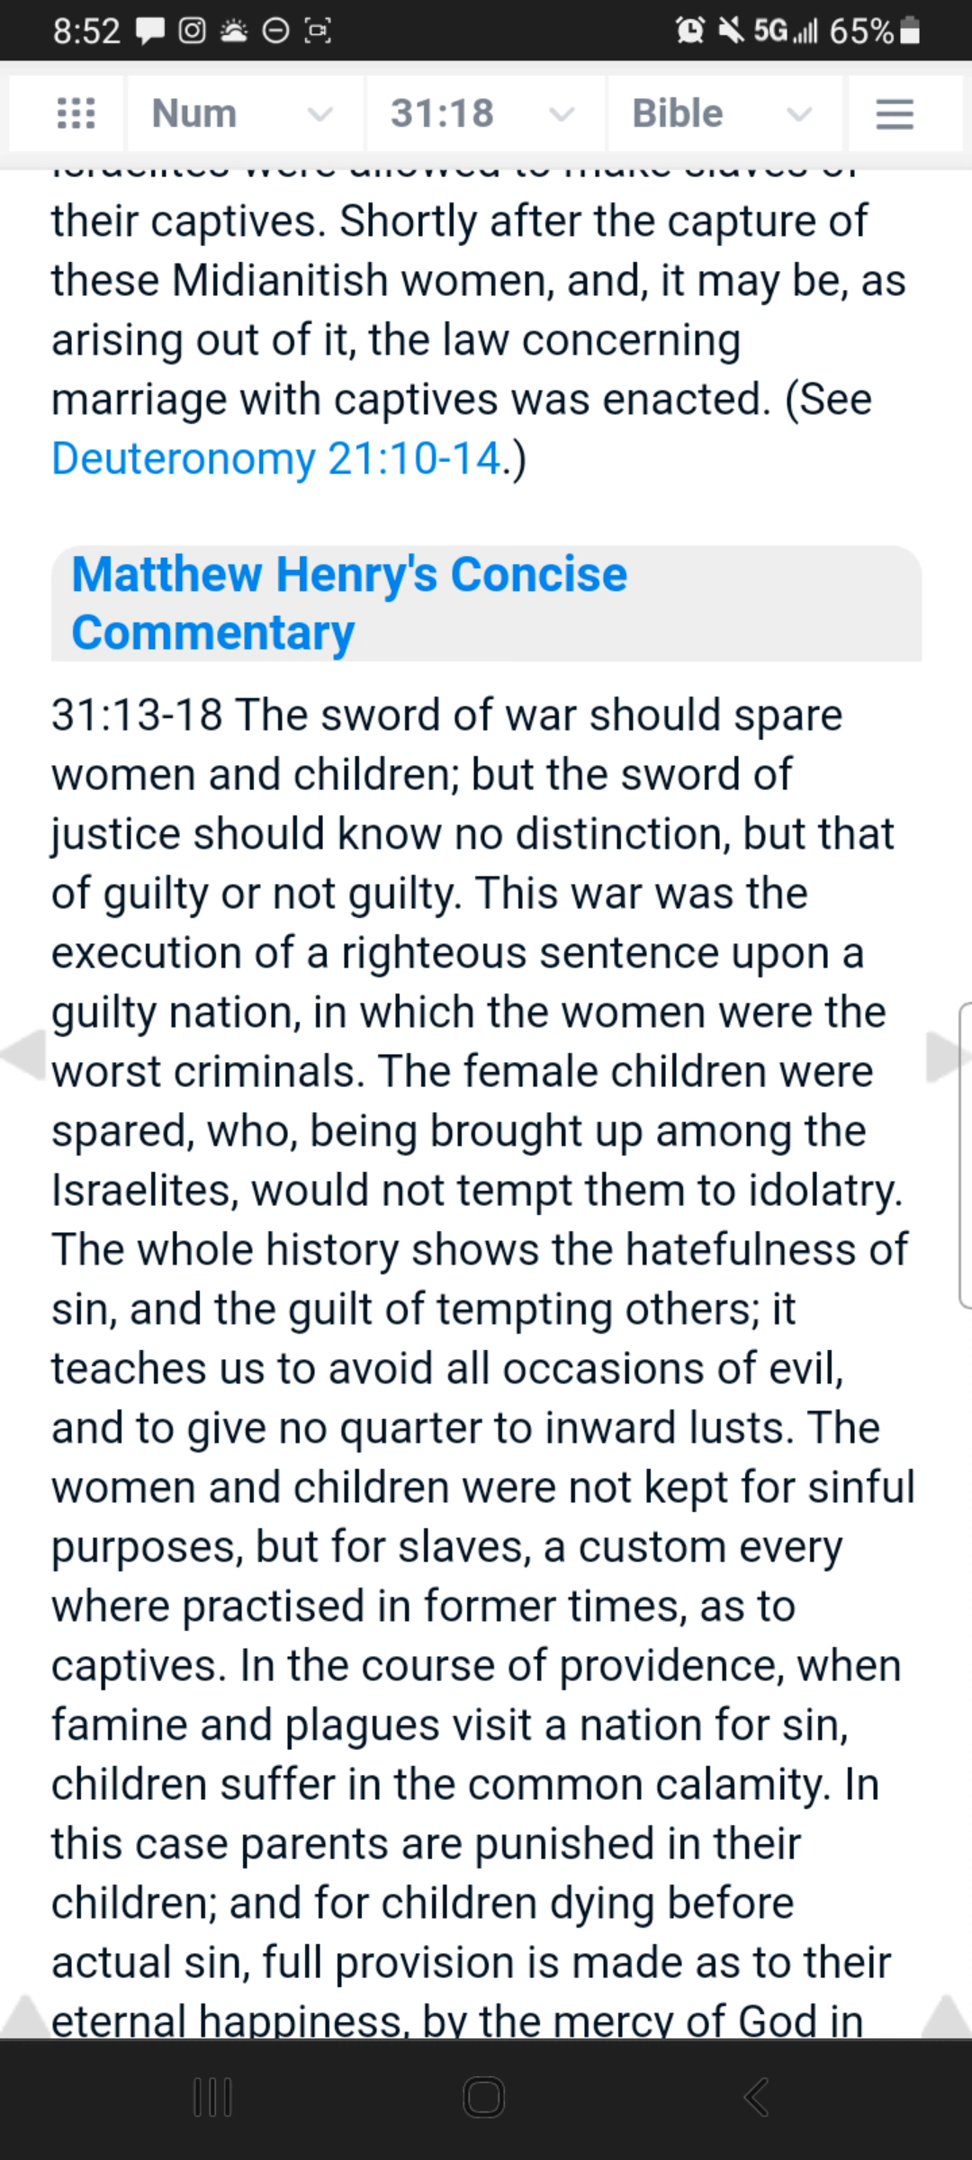 8:52 5G 65%
Num 31:18 Bible
Israelites were allowed to make slaves of
their captives. Shortly after the capture of
these Midianitish women, and, it may be, as
arising out of it, the law concerning
marriage with captives was enacted. (See
Deuteronomy 21:10-14.)
Matthew Henry's Concise
Commentary
31:13-18 The sword of war should spare
women and children; but the sword of
justice should know no distinction, but that
of guilty or not guilty. This war was the
execution of a righteous sentence upon a
guilty nation, in which the women were the
worst criminals. The female children were
spared, who, being brought up among the
Israelites, would not tempt them to idolatry.
The whole history shows the hatefulness of
sin, and the guilt of tempting others; it
teaches us to avoid all occasions of evil,
and to give no quarter to inward lusts. The
women and children were not kept for sinful
purposes, but for slaves, a custom every
where practised in former times, as to
captives. In the course of providence, when
famine and plagues visit a nation for sin,
children suffer in the common calamity. In
this case parents are punished in their
children; and for children dying before
actual sin, full provision is made as to their
eternal happiness, by the mercy of God in